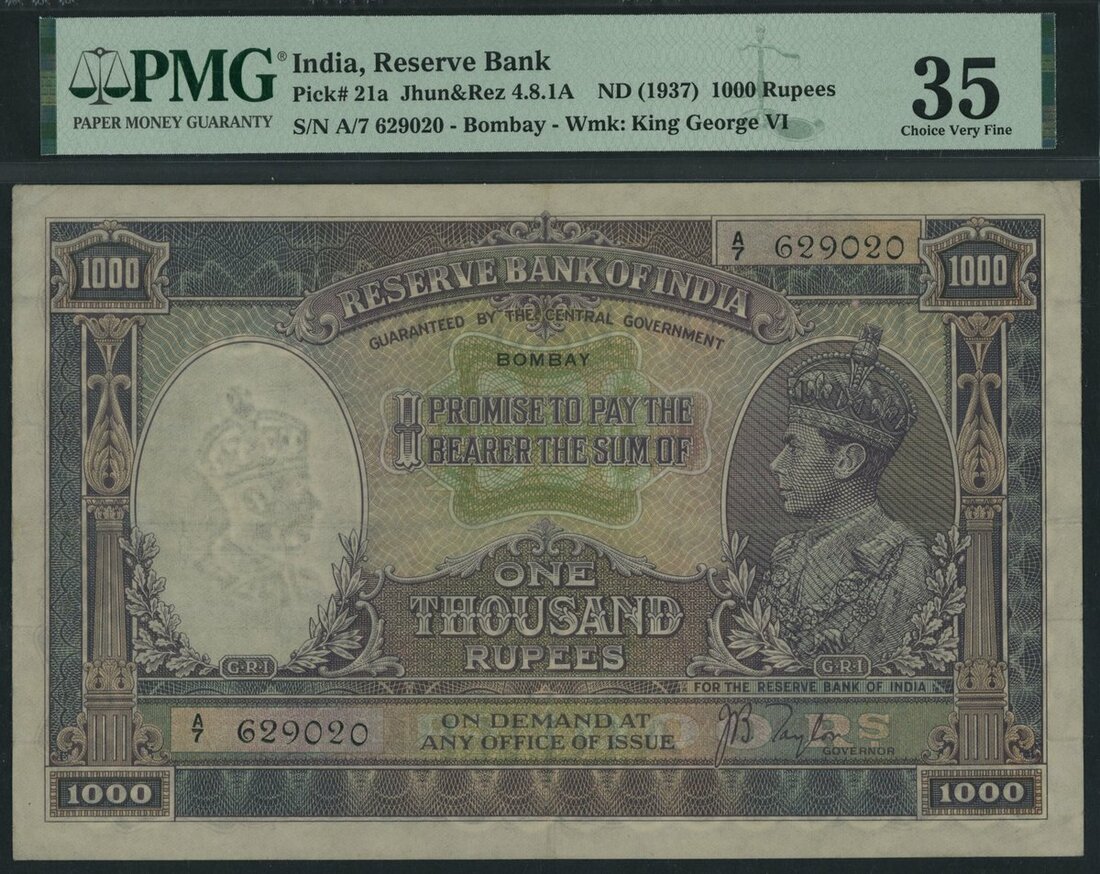 PMG®
PAPER MONEY GUARANTY
India, Reserve Bank
Pick# 21a Jhun&Rez 4.8.1A ND (1937) 1000 Rupees
S/N A/7 629020 - Bombay - Wmk: King George VI
35
Choice Very Fine
A/7 629020
1000
1000
RESERVE BANK OF INDIA
GUARANTEED BY THE CENTRAL GOVERNMENT
BOMBAY
I PROMISE TO PAY THE
BEARER THE SUM OF
ONE
THOUSAND
RUPEES
G·R·I
G·R·I
FOR THE RESERVE BANK OF INDIA
A/7 629020
ON DEMAND AT
ANY OFFICE OF ISSUE
JB Taylor
GOVERNOR
1000
1000